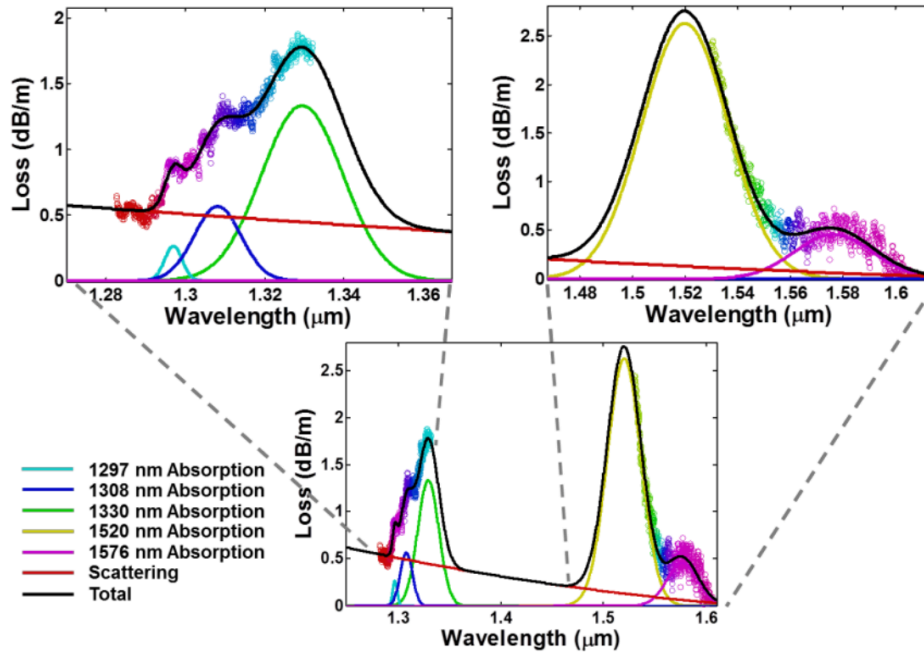 2
1.5
1
0.5
0
Loss (dB/m)
1.28 1.3 1.32 1.34 1.36
Wavelength (μm)
2.5
2
1.5
1
0.5
0
Loss (dB/m)
1.48 1.5 1.52 1.54 1.56 1.58 1.6
Wavelength (μm)
2.5
2
1.5
1
0.5
0
Loss (dB/m)
1.3 1.4 1.5 1.6
Wavelength (μm)
1297 nm Absorption
1308 nm Absorption
1330 nm Absorption
1520 nm Absorption
1576 nm Absorption
Scattering
Total